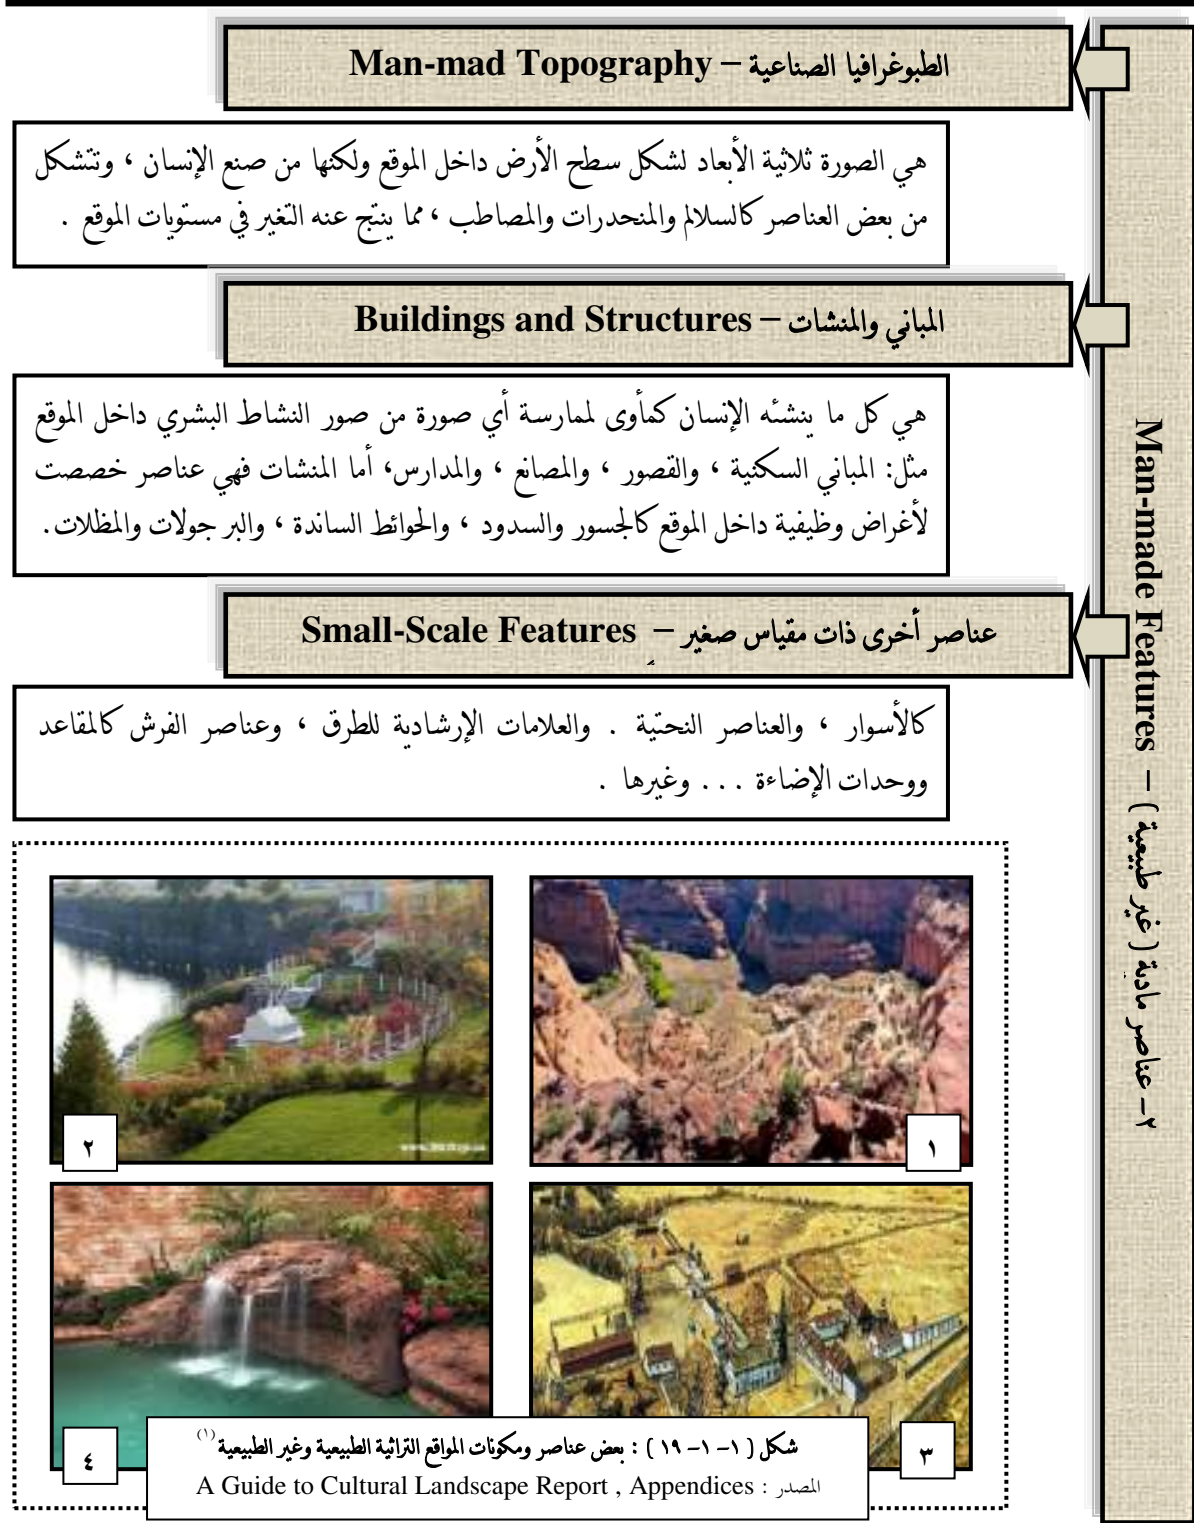 الطبوغرافيا الصناعية – Man-mad Topography
هي الصورة ثلاثية الأبعاد لشكل سطح الأرض داخل الموقع ولكنها من صنع الإنسان ، وتتشكل
من بعض العناصر كالسلالم والمنحدرات والمصاطب ، مما ينتج عنه التغير في مستويات الموقع .
المباني والمنشات – Buildings and Structures
هي كل ما ينشئه الإنسان كمأوى لممارسة أي صورة من صور النشاط البشري داخل الموقع
مثل: المباني السكنية ، والقصور ، والمصانع ، والمدارس، أما المنشات فهي عناصر خصصت
لأغراض وظيفية داخل الموقع كالجسور والسدود ، والحوائط الساندة ، والبر جولات والمظلات.
عناصر أخرى ذات مقياس صغير – Small-Scale Features
كالأسوار ، والعناصر النحتية . والعلامات الإرشادية للطرق ، وعناصر الفرش كالمقاعد
ووحدات الإضاءة . . . وغيرها .
٢– عناصر مادية ( غير طبيعية ) – Man-made Features
١
٢
٣
٤
شكل ( ١– ١– ١٩ ) : بعض عناصر ومكونات المواقع التراثية الطبيعية وغير الطبيعية (١)
المصدر : A Guide to Cultural Landscape Report , Appendices